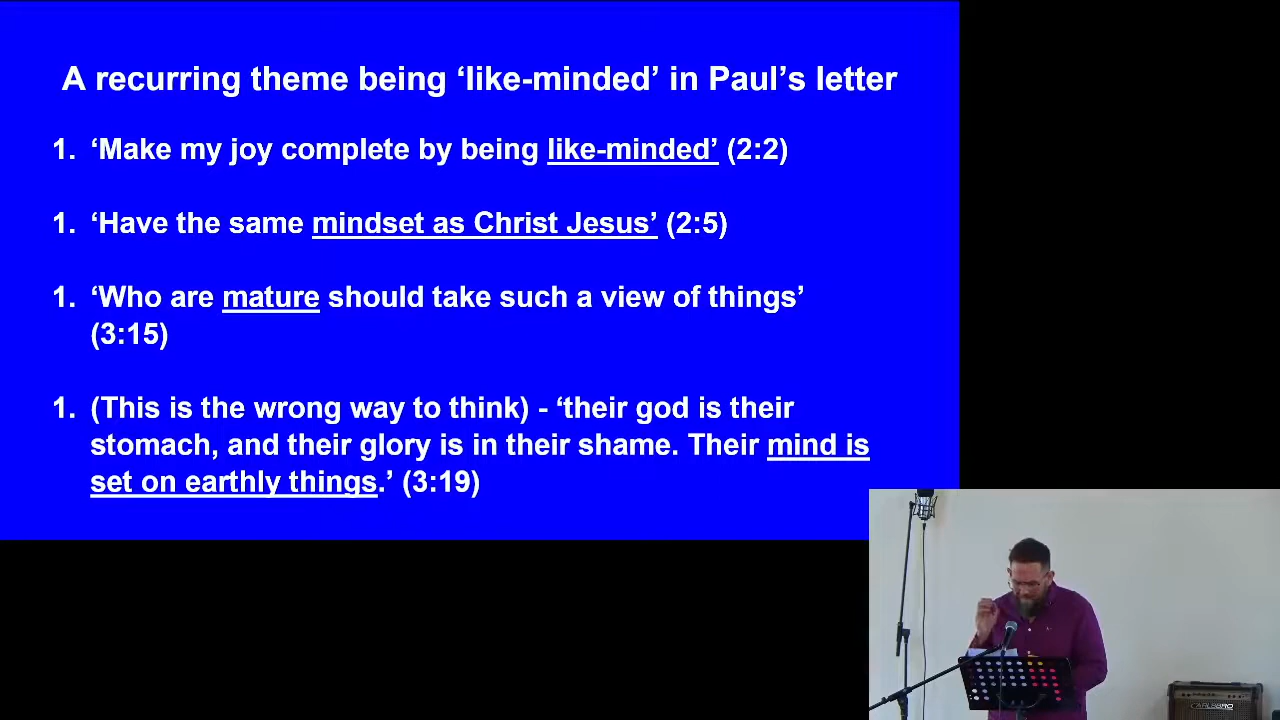 A recurring theme being ‘like-minded’ in Paul’s letter
1. ‘Make my joy complete by being like-minded’ (2:2)
1. ‘Have the same mindset as Christ Jesus’ (2:5)
1. ‘Who are mature should take such a view of things’
(3:15)
1. (This is the wrong way to think) - ‘their god is their
stomach, and their glory is in their shame. Their mind is
set on earthly things.’ (3:19)
CARLSBRO